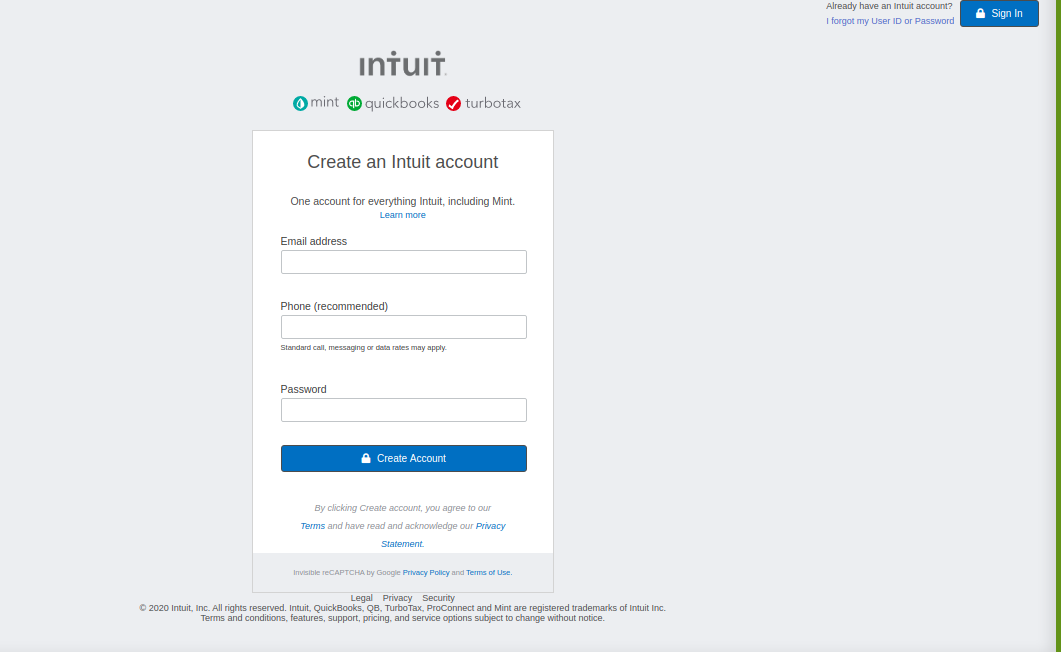 Already have an Intuit account?
I forgot my User ID or Password
Sign In
intuit.
mint quickbooks turbotax
Create an Intuit account
One account for everything Intuit, including Mint.
Learn more
Email address
Phone (recommended)
Standard call, messaging or data rates may apply.
Password
Create Account
By clicking Create account, you agree to our
Terms and have read and acknowledge our Privacy
Statement.
Invisible reCAPTCHA by Google Privacy Policy and Terms of Use.
Legal Privacy Security
© 2020 Intuit, Inc. All rights reserved. Intuit, QuickBooks, QB, TurboTax, ProConnect and Mint are registered trademarks of Intuit Inc.
Terms and conditions, features, support, pricing, and service options subject to change without notice.